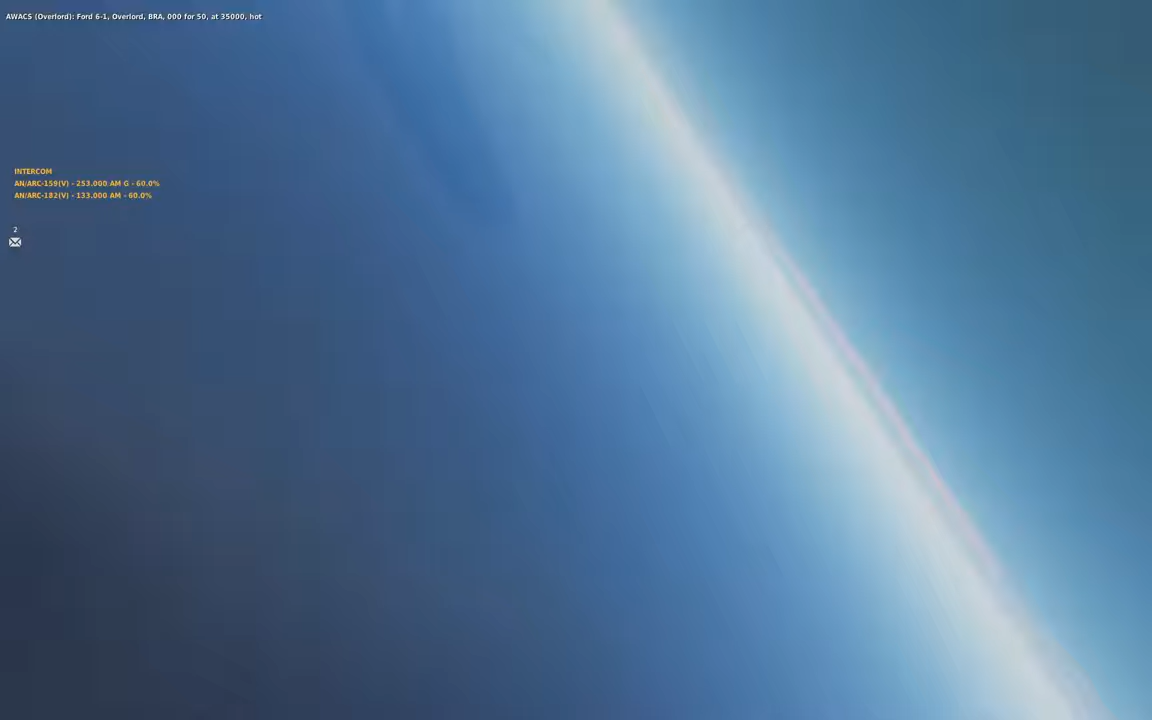 AWACS (Overlord): Ford 6-1, Overlord, BRA, 000 for 50, at 35000, hot
INTERCOM
AN/ARC-159(V) - 253.000 AM G - 60.0%
AN/ARC-182(V) - 133.000 AM - 60.0%
2